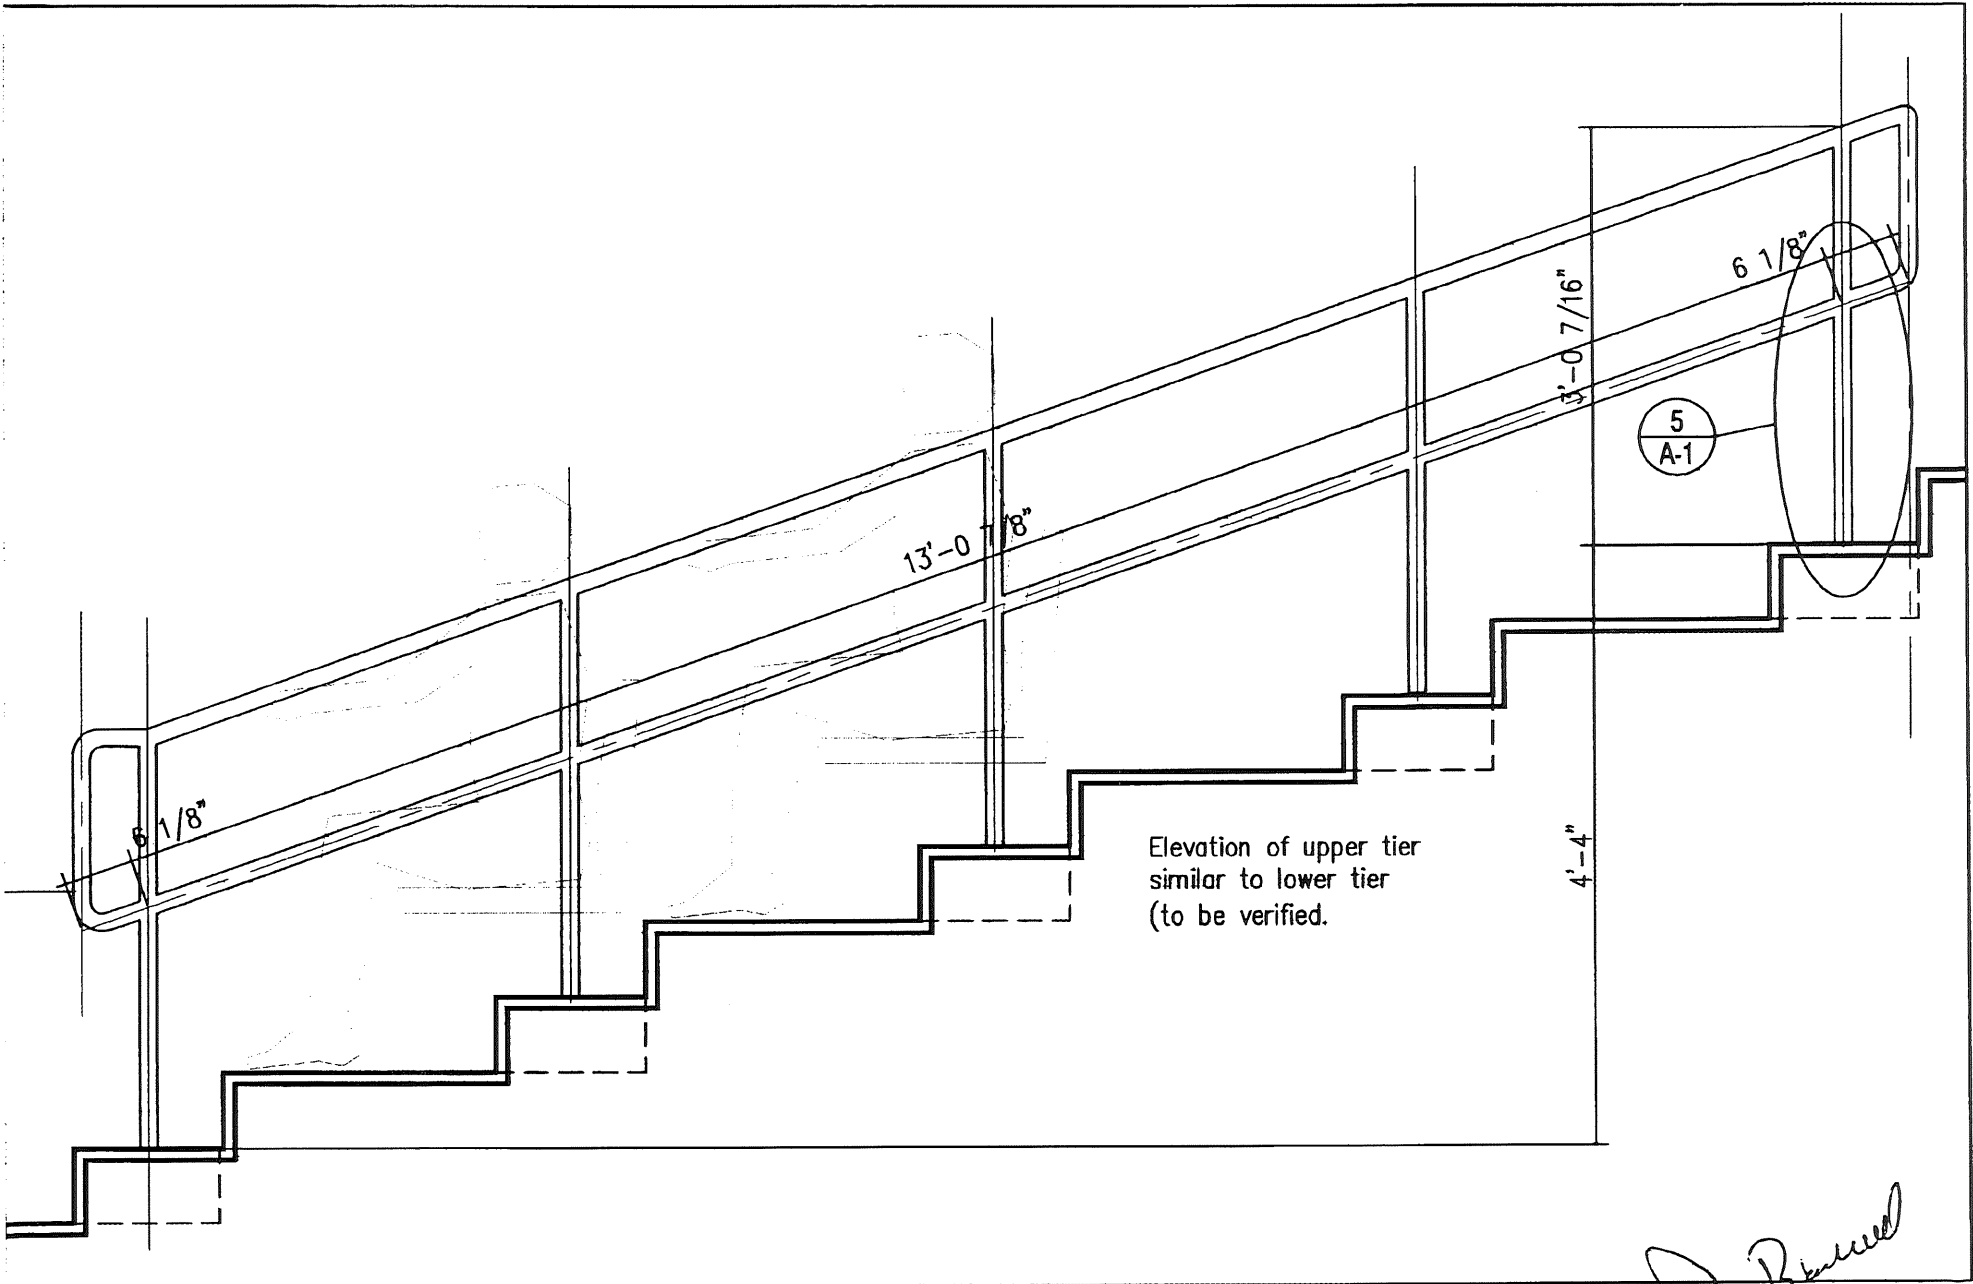 6 1/8"
3'-0 7/16"
5
A-1
13'-0 7/8"
6 1/8"
Elevation of upper tier
similar to lower tier
(to be verified.
4'-4"